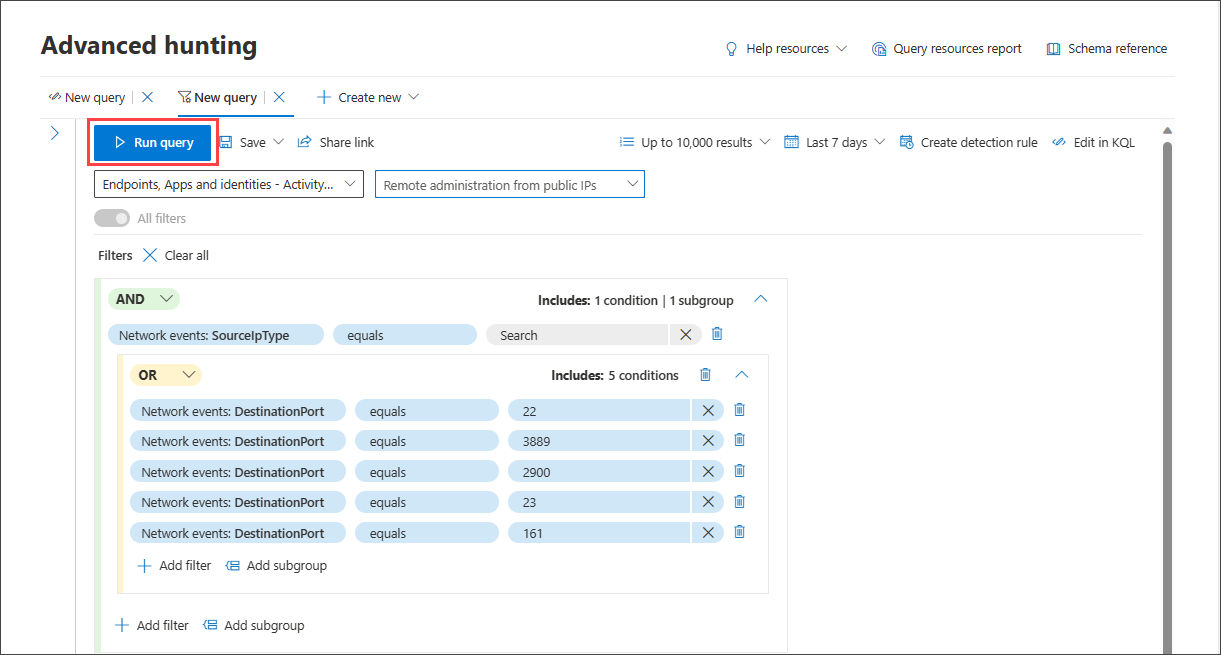 Advanced hunting
Help resources
Query resources report
Schema reference
New query
New query
Create new
Run query
Save
Share link
Up to 10,000 results
Last 7 days
Create detection rule
Edit in KQL
Endpoints, Apps and identities - Activity...
Remote administration from public IPs
All filters
Filters
Clear all
AND
Includes: 1 condition | 1 subgroup
Network events: SourceIpType
equals
Search
OR
Includes: 5 conditions
Network events: DestinationPort
equals
22
Network events: DestinationPort
equals
3889
Network events: DestinationPort
equals
2900
Network events: DestinationPort
equals
23
Network events: DestinationPort
equals
161
Add filter
Add subgroup
Add filter
Add subgroup